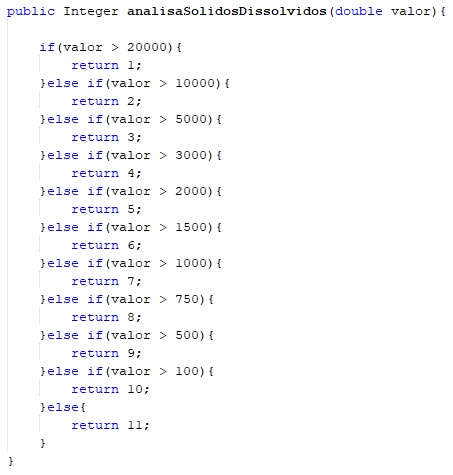 public Integer analisaSolidosDissolvidos(double valor){
if(valor > 20000){
return 1;
}else if(valor > 10000){
return 2;
}else if(valor > 5000){
return 3;
}else if(valor > 3000){
return 4;
}else if(valor > 2000){
return 5;
}else if(valor > 1500){
return 6;
}else if(valor > 1000){
return 7;
}else if(valor > 750){
return 8;
}else if(valor > 500){
return 9;
}else if(valor > 100){
return 10;
}else{
return 11;
}
}